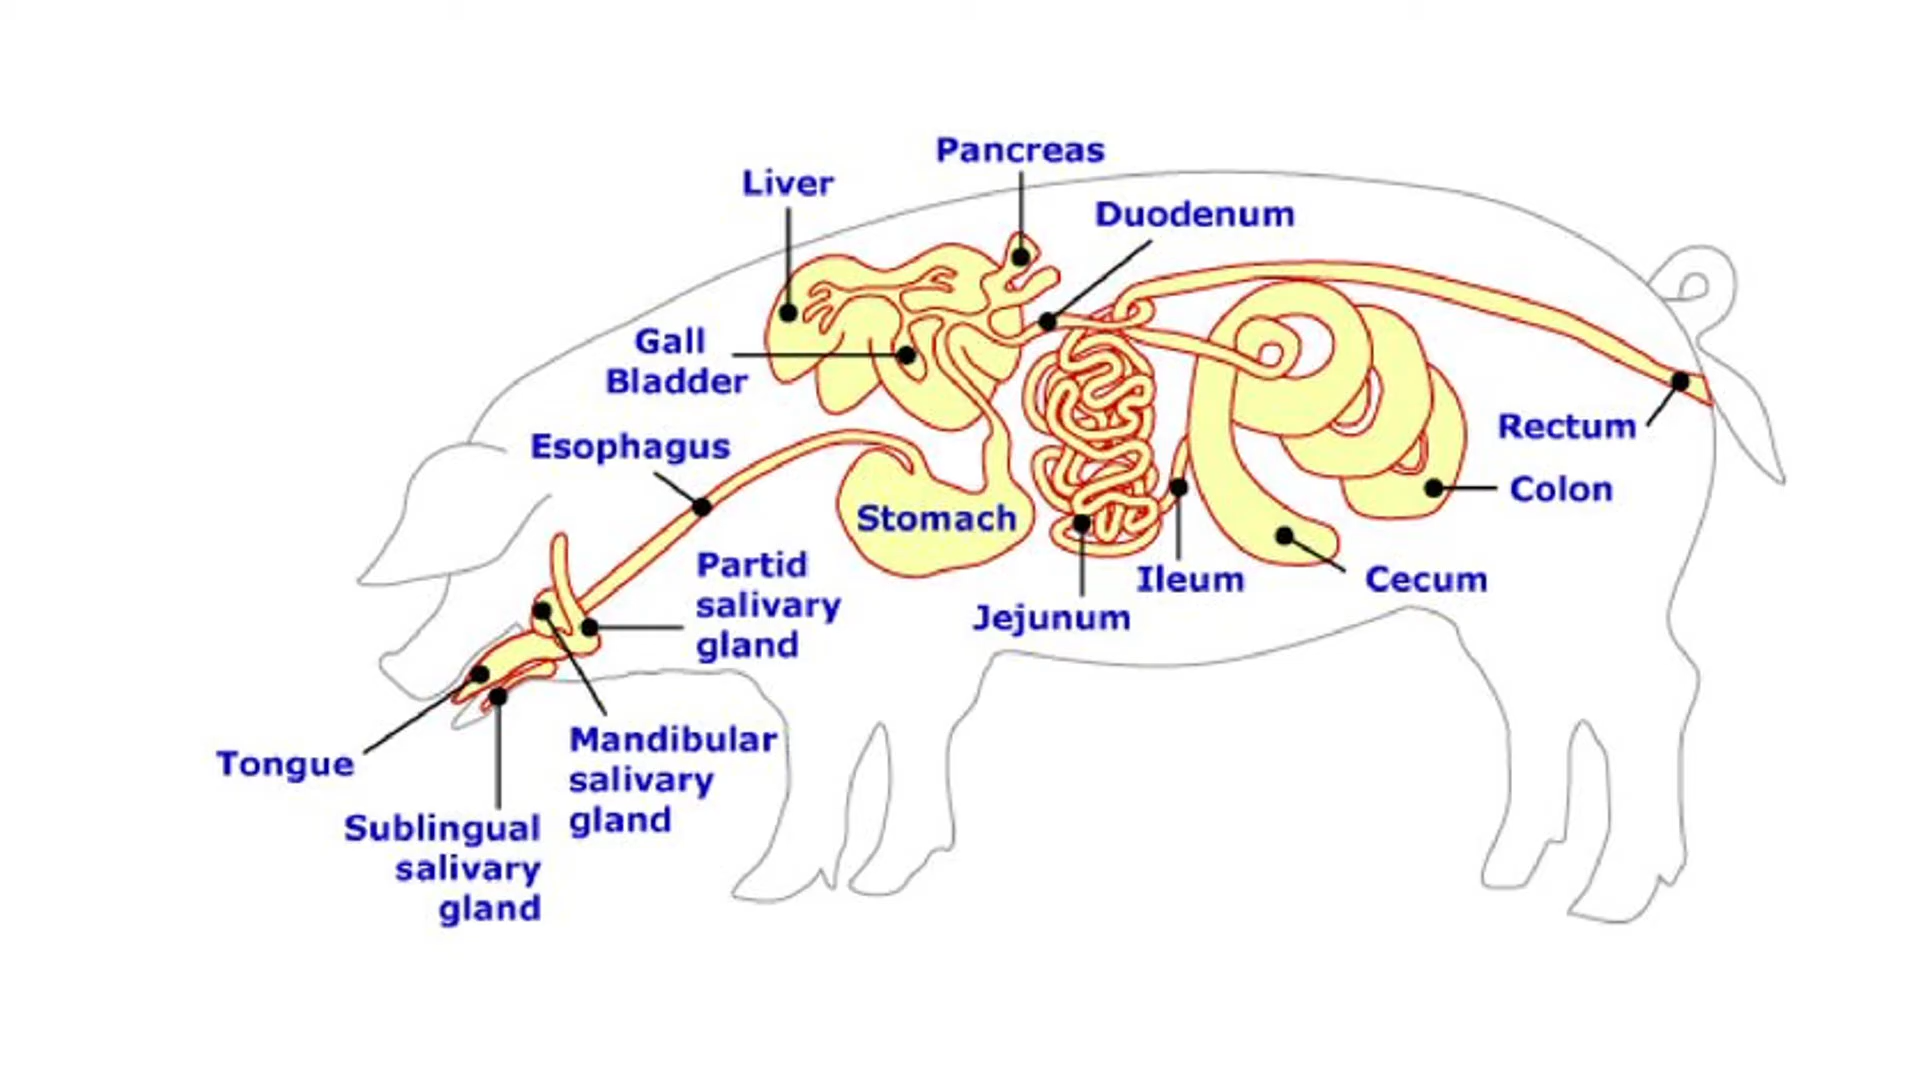 Pancreas
Liver
Duodenum
Gall
Bladder
Esophagus
Rectum
Colon
Stomach
Partid
salivary
gland
Ileum
Cecum
Jejunum
Mandibular
salivary
gland
Tongue
Sublingual
salivary
gland